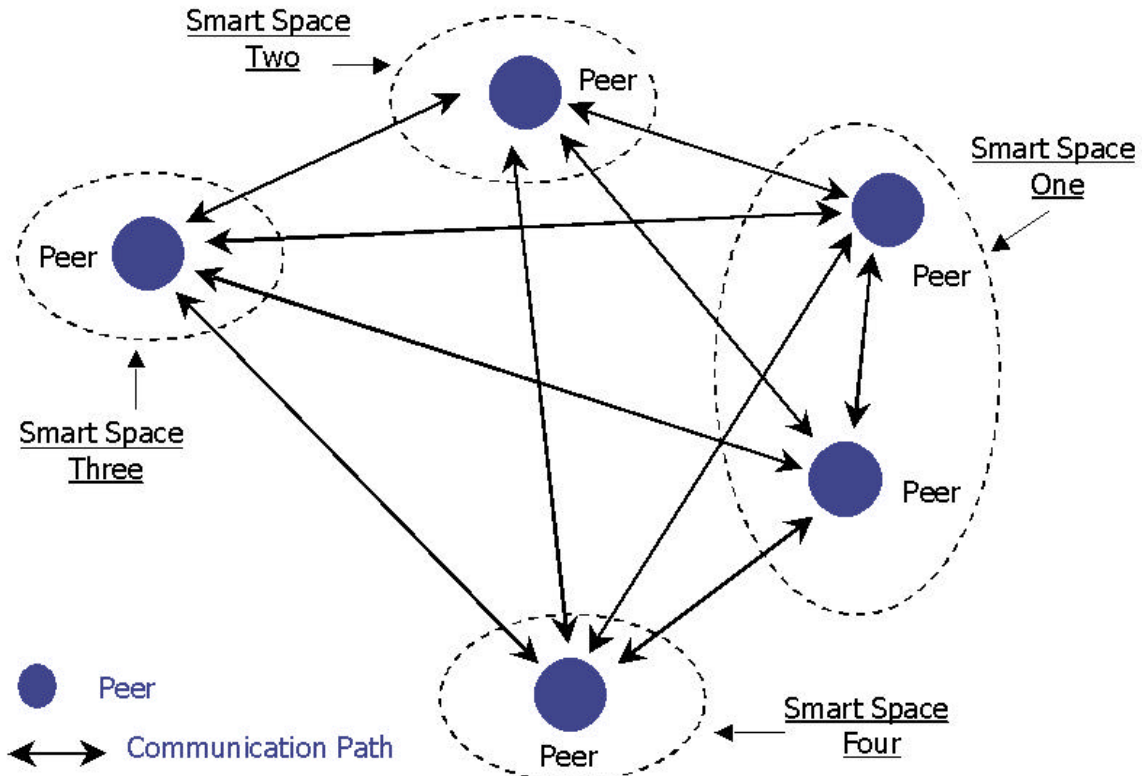 Smart Space
Two
Peer
Smart Space
One
Peer
Peer
Smart Space
Three
Peer
Peer
Smart Space
Four
Peer
Peer
Communication Path